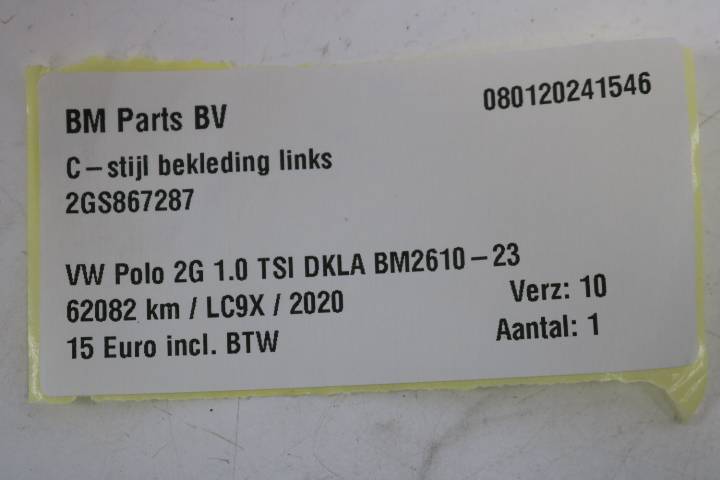 BM Parts BV
080120241546
C-stijl bekleding links
2GS867287
VW Polo 2G 1.0 TSI DKLA BM2610-23
62082 km / LC9X / 2020
Verz: 10
15 Euro incl. BTW
Aantal: 1